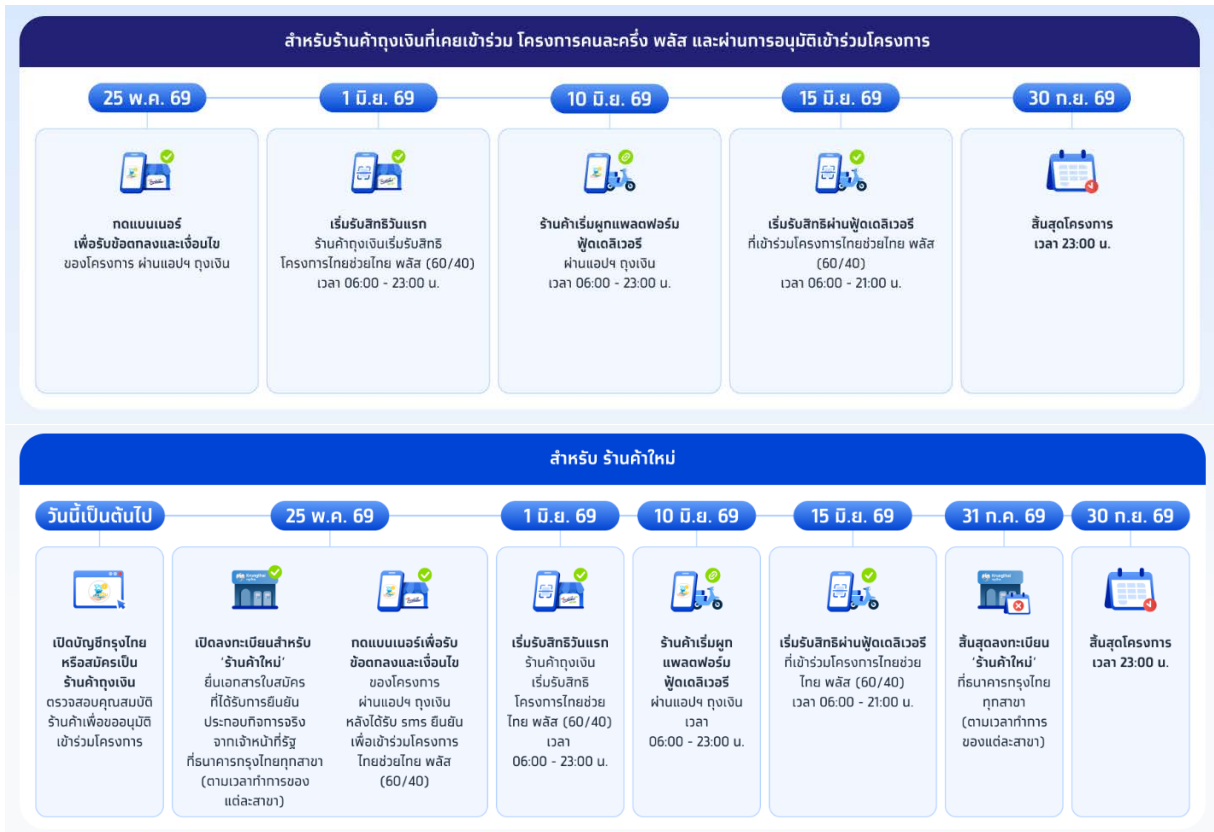 สำหรับร้านค้าถุงเงินที่เคยเข้าร่วม โครงการคนละครึ่ง พลัส และผ่านการอนุมัติเข้าร่วมโครงการ
25 พ.ค. 69
กดแบนเนอร์
เพื่อรับข้อตกลงและเงื่อนไข
ของโครงการ ผ่านแอปฯ ถุงเงิน
1 มิ.ย. 69
เริ่มรับสิทธิวันแรก
ร้านค้าถุงเงินเริ่มรับสิทธิ
โครงการไทยช่วยไทย พลัส (60/40)
เวลา 06:00 - 23:00 น.
10 มิ.ย. 69
ร้านค้าเริ่มผูกแพลตฟอร์ม
ฟู้ดเดลิเวอรี
ผ่านแอปฯ ถุงเงิน
เวลา 06:00 - 23:00 น.
15 มิ.ย. 69
เริ่มรับสิทธิผ่านฟู้ดเดลิเวอรี
ที่เข้าร่วมโครงการไทยช่วยไทย พลัส
(60/40)
เวลา 06:00 - 21:00 น.
30 ก.ย. 69
สิ้นสุดโครงการ
เวลา 23:00 น.
สำหรับ ร้านค้าใหม่
วันนี้เป็นต้นไป
เปิดบัญชีกรุงไทย
หรือสมัครเป็น
ร้านค้าถุงเงิน
ตรวจสอบคุณสมบัติ
ร้านค้าเพื่อขออนุมัติ
เข้าร่วมโครงการ
25 พ.ค. 69
เปิดลงทะเบียนสำหรับ
‘ร้านค้าใหม่’
ยื่นเอกสารใบสมัคร
ที่ได้รับการยืนยัน
ประกอบกิจการจริง
จากเจ้าหน้าที่รัฐ
ที่ธนาคารกรุงไทยทุกสาขา
(ตามเวลาทำการของ
แต่ละสาขา)
กดแบนเนอร์เพื่อรับ
ข้อตกลงและเงื่อนไข
ของโครงการ
ผ่านแอปฯ ถุงเงิน
หลังได้รับ sms ยืนยัน
เพื่อเข้าร่วมโครงการ
ไทยช่วยไทย พลัส
(60/40)
1 มิ.ย. 69
เริ่มรับสิทธิวันแรก
ร้านค้าถุงเงิน
เริ่มรับสิทธิ
โครงการไทยช่วย
ไทย พลัส (60/40)
เวลา
06:00 - 23:00 น.
10 มิ.ย. 69
ร้านค้าเริ่มผูก
แพลตฟอร์ม
ฟู้ดเดลิเวอรี
ผ่านแอปฯ ถุงเงิน
เวลา
06:00 - 23:00 น.
15 มิ.ย. 69
เริ่มรับสิทธิผ่านฟู้ดเดลิเวอรี
ที่เข้าร่วมโครงการไทยช่วย
ไทย พลัส (60/40)
เวลา 06:00 - 21:00 น.
31 ก.ค. 69
สิ้นสุดลงทะเบียน
‘ร้านค้าใหม่’
ที่ธนาคารกรุงไทย
ทุกสาขา
(ตามเวลาทำการ
ของแต่ละสาขา)
30 ก.ย. 69
สิ้นสุดโครงการ
เวลา 23:00 น.